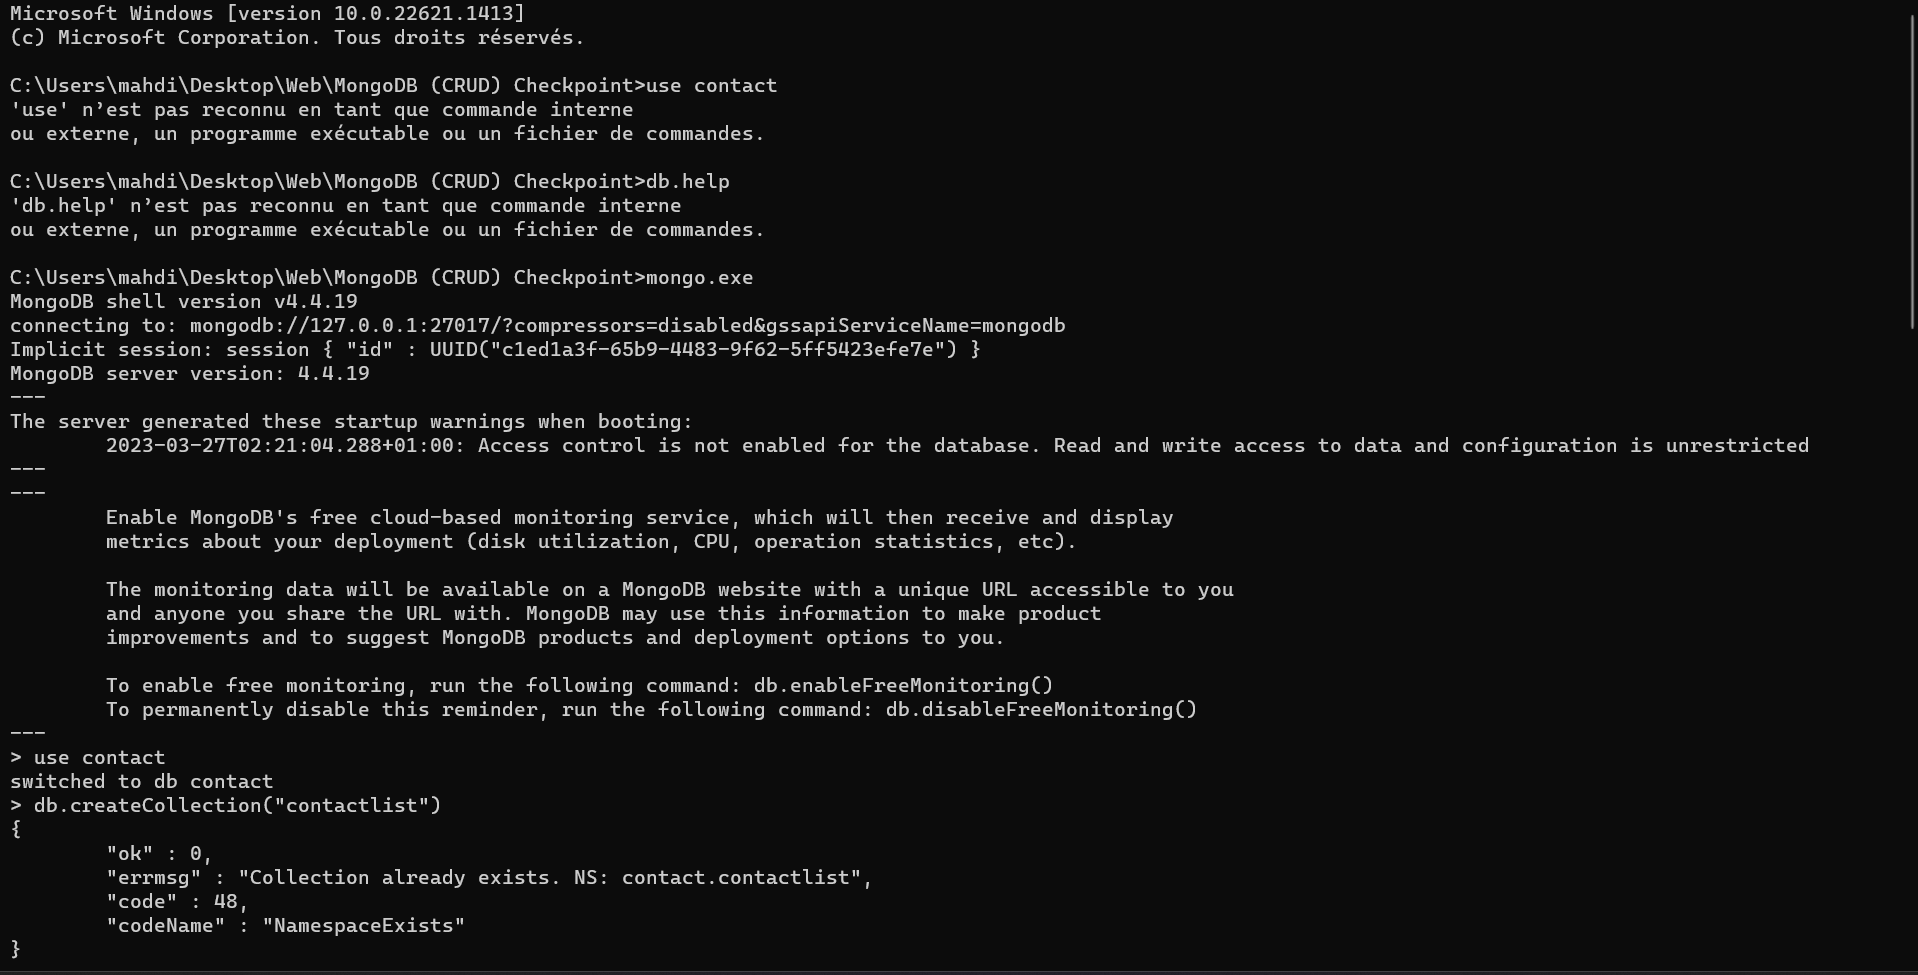 Microsoft Windows [version 10.0.22621.1413]
(c) Microsoft Corporation. Tous droits réservés.
C:\Users\mahdi\Desktop\Web\MongoDB (CRUD) Checkpoint>use contact
'use' n’est pas reconnu en tant que commande interne
ou externe, un programme exécutable ou un fichier de commandes.
C:\Users\mahdi\Desktop\Web\MongoDB (CRUD) Checkpoint>db.help
'db.help' n’est pas reconnu en tant que commande interne
ou externe, un programme exécutable ou un fichier de commandes.
C:\Users\mahdi\Desktop\Web\MongoDB (CRUD) Checkpoint>mongo.exe
MongoDB shell version v4.4.19
connecting to: mongodb://127.0.0.1:27017/?compressors=disabled&gssapiServiceName=mongodb
Implicit session: session { "id" : UUID("c1ed1a3f-65b9-4483-9f62-5ff5423efe7e") }
MongoDB server version: 4.4.19
---
The server generated these startup warnings when booting:
        2023-03-27T02:21:04.288+01:00: Access control is not enabled for the database. Read and write access to data and configuration is unrestricted
---
---
        Enable MongoDB's free cloud-based monitoring service, which will then receive and display
        metrics about your deployment (disk utilization, CPU, operation statistics, etc).
        The monitoring data will be available on a MongoDB website with a unique URL accessible to you
        and anyone you share the URL with. MongoDB may use this information to make product
        improvements and to suggest MongoDB products and deployment options to you.
        To enable free monitoring, run the following command: db.enableFreeMonitoring()
        To permanently disable this reminder, run the following command: db.disableFreeMonitoring()
---
> use contact
switched to db contact
> db.createCollection("contactlist")
{
        "ok" : 0,
        "errmsg" : "Collection already exists. NS: contact.contactlist",
        "code" : 48,
        "codeName" : "NamespaceExists"
}